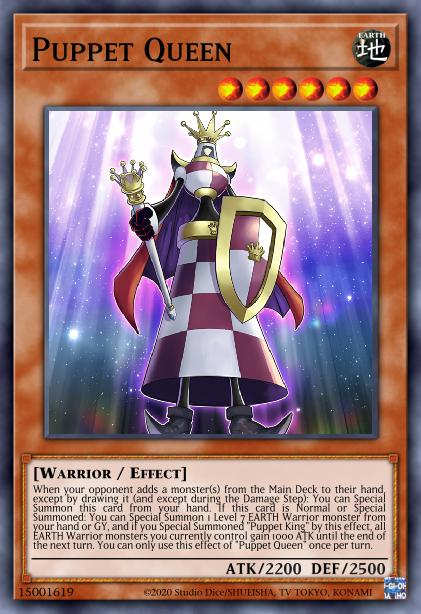 PUPPET QUEEN
EARTH
地
[WARRIOR / EFFECT]
When your opponent adds a monster(s) from the Main Deck to their hand,
except by drawing it (and except during the Damage Step): You can Special
Summon this card from your hand. If this card is Normal or Special
Summoned: You can Special Summon 1 Level 7 EARTH Warrior monster from
your hand or GY, and if you Special Summoned "Puppet King" by this effect, all
EARTH Warrior monsters you currently control gain 1000 ATK until the end of
the next turn. You can only use this effect of "Puppet Queen" once per turn.
ATK/2200 DEF/2500
15001619
©2020 Studio Dice/SHUEISHA, TV TOKYO, KONAMI